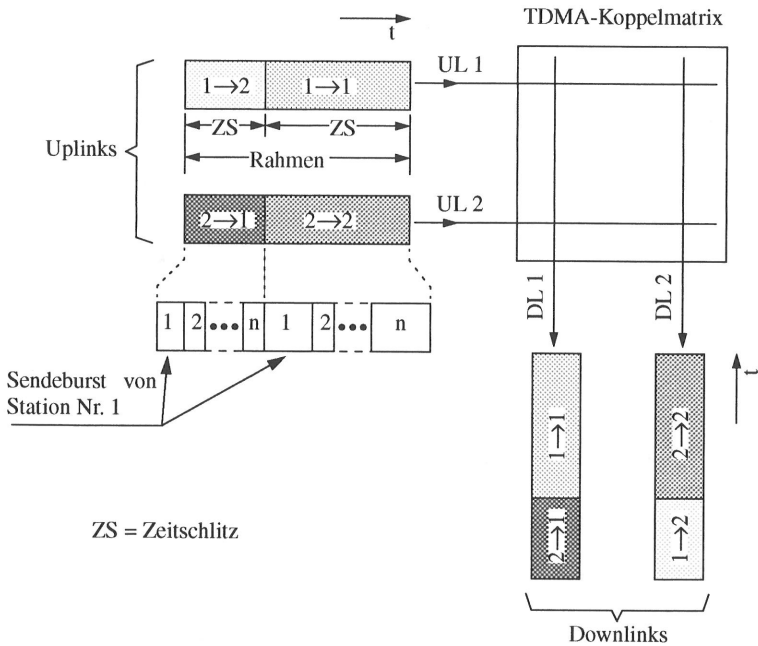 t
TDMA-Koppelmatrix
1→2
1→1
UL 1
ZS
ZS
Uplinks
Rahmen
2→1
2→2
UL 2
DL 1
DL 2
1
2
•••
n
1
2
•••
n
Sendeburst von
Station Nr. 1
t
1→1
2→2
2→1
1→2
ZS = Zeitschlitz
Downlinks